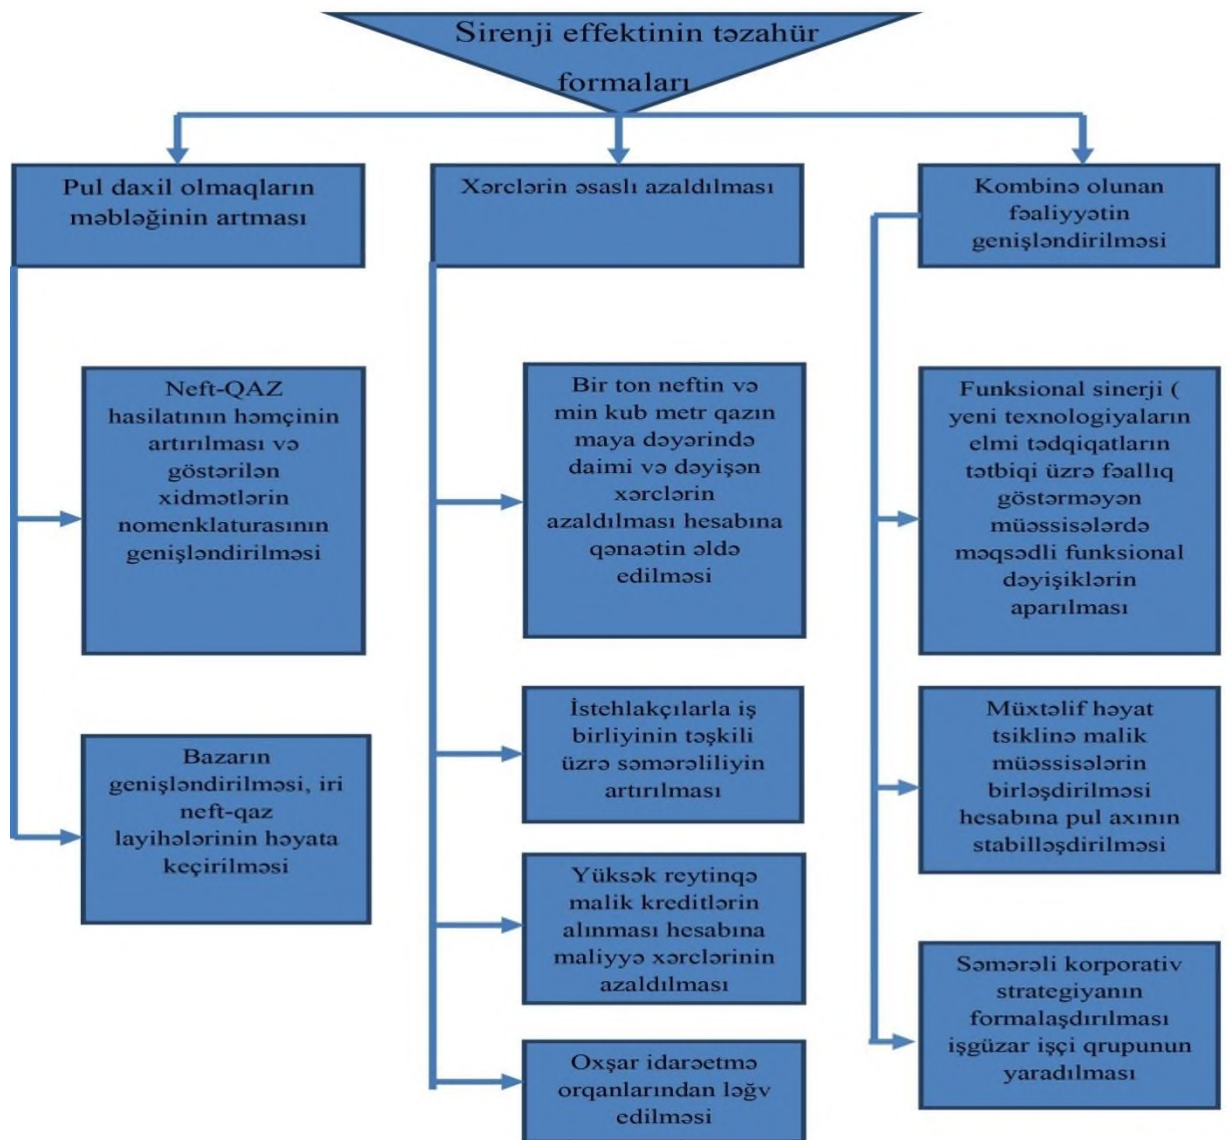 Sirenji effektinin təzahür
formaları
Pul daxil olmaqların
məbləğinin artması
Xərclərin əsaslı azaldılması
Kombinə olunan
fəaliyyətin
genişləndirilməsi
Neft-QAZ
hasilatının həmçinin
artırılması və
göstərilən
xidmətlərin
nomenklaturasının
genişləndirilməsi
Bazarın
genişləndirilməsi, iri
neft-qaz
layihələrinin həyata
keçirilməsi
Bir ton neftin və
min kub metr qazın
maya dəyərində
daimi və dəyişən
xərclərin
azaldılması hesabına
qənaətin əldə
edilməsi
İstehlakçılarla iş
birliyinin təşkili
üzrə səmərəliliyin
artırılması
Yüksək reytinqə
malik kreditlərin
alınması hesabına
maliyyə xərclərinin
azaldılması
Oxşar idarəetmə
orqanlarından ləğv
edilməsi
Funksional sinerji (
yeni texnologiyaların
elmi tədqiqatların
tətbiqi üzrə fəallıq
göstərməyən
müəssisələrdə
məqsədli funksional
dəyişiklərin
aparılması
Müxtəlif həyat
tsiklinə malik
müəssisələrin
birləşdirilməsi
hesabına pul axının
stabilləşdirilməsi
Səmərəli korporativ
strategiyanın
formalaşdırılması
işgüzar işçi qrupunun
yaradılması